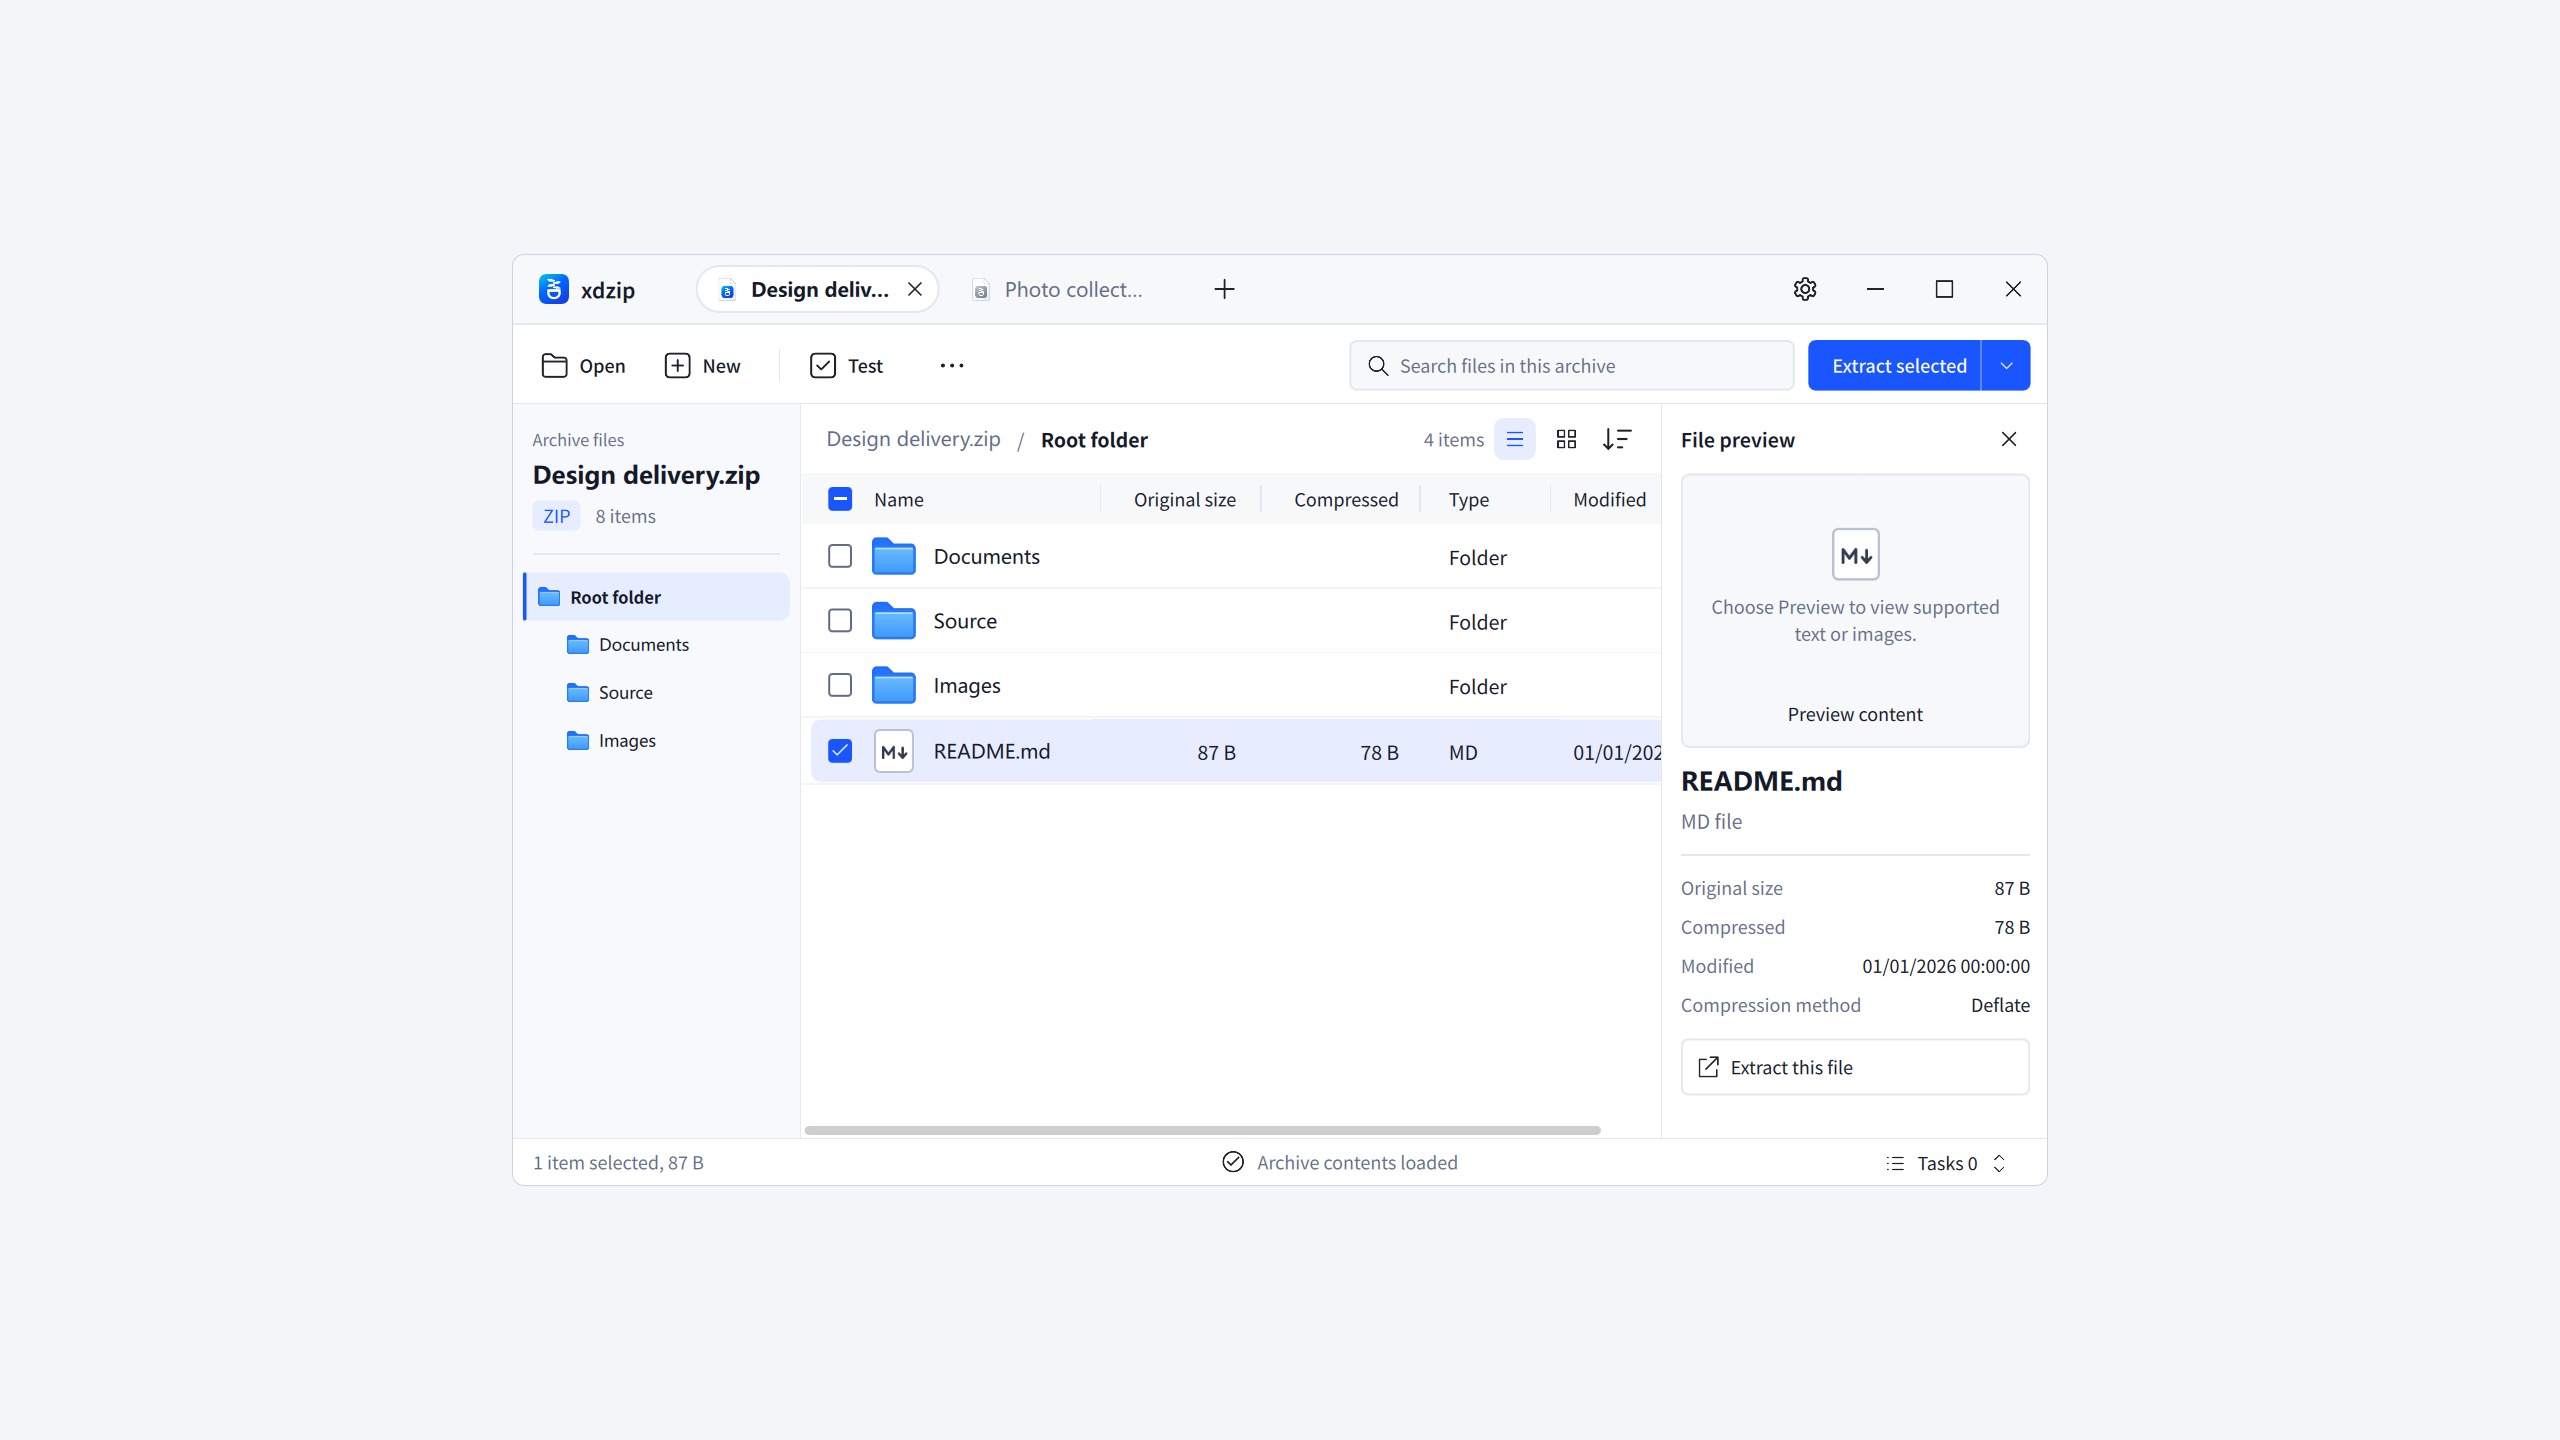 xdzip
Design deliv...
Photo collect...
Open
New
Test
Search files in this archive
Extract selected
Archive files
Design delivery.zip
ZIP
8 items
Root folder
Documents
Source
Images
Design delivery.zip / Root folder
4 items
Name
Original size
Compressed
Type
Modified
Documents
Folder
Source
Folder
Images
Folder
M
README.md
87 B
78 B
MD
01/01/202
File preview
M
Choose Preview to view supported
text or images.
Preview content
README.md
MD file
Original size
87 B
Compressed
78 B
Modified
01/01/2026 00:00:00
Compression method
Deflate
Extract this file
1 item selected, 87 B
Archive contents loaded
Tasks 0